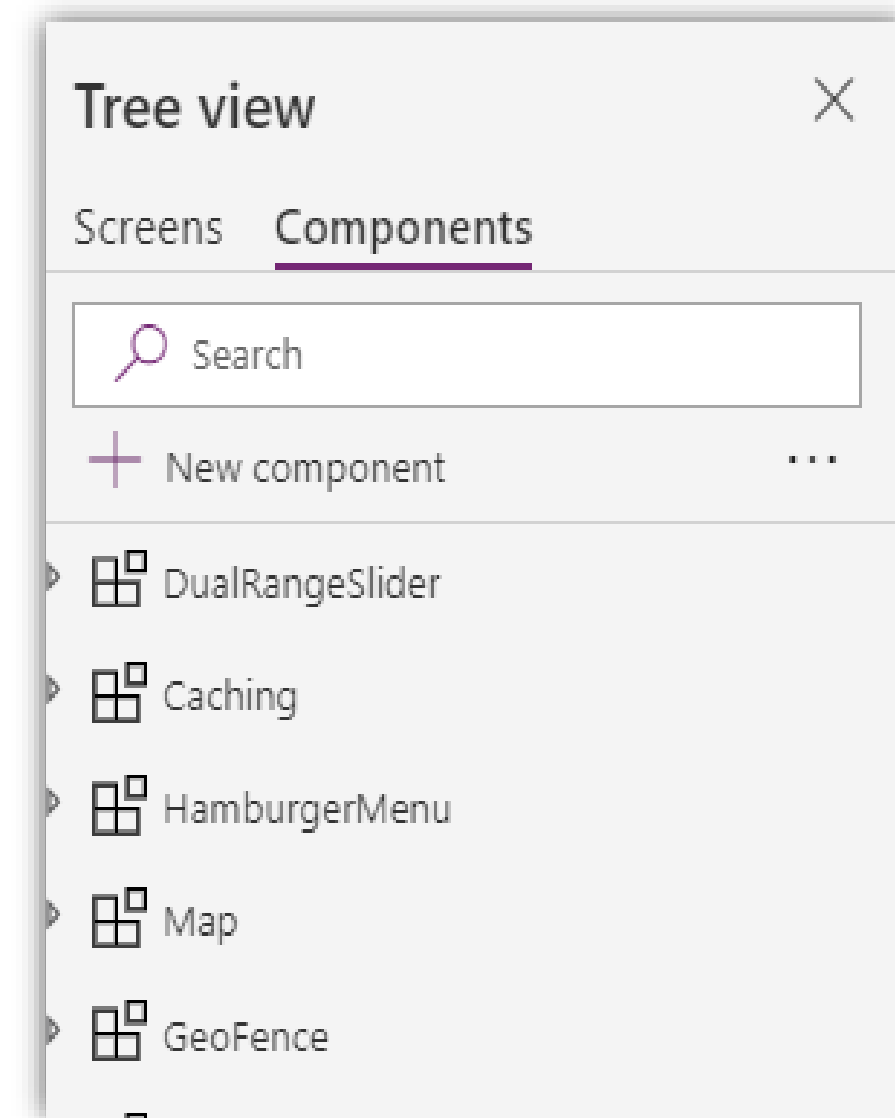 Tree view
Screens Components
Search
New component ...
DualRangeSlider
Caching
HamburgerMenu
Map
GeoFence